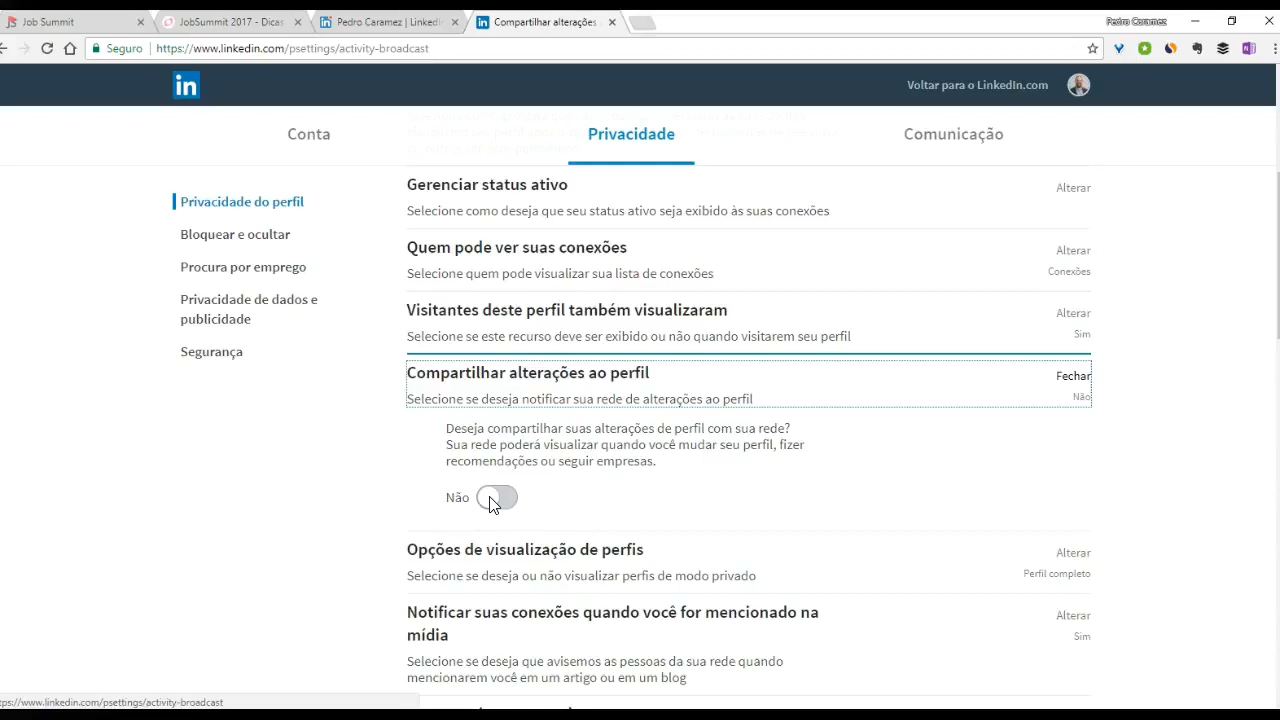 Job Summit
JobSummit 2017 - Dicas
Pedro Caramez | LinkedI
Compartilhar alterações
Pedro Caramez
Seguro
https://www.linkedin.com/psettings/activity-broadcast
in
Voltar para o LinkedIn.com
Conta
Privacidade
Comunicação
Privacidade do perfil
Bloquear e ocultar
Procura por emprego
Privacidade de dados e
publicidade
Segurança
Gerenciar status ativo
Alterar
Selecione como deseja que seu status ativo seja exibido às suas conexões
Quem pode ver suas conexões
Alterar
Selecione quem pode visualizar sua lista de conexões
Conexões
Visitantes deste perfil também visualizaram
Alterar
Selecione se este recurso deve ser exibido ou não quando visitarem seu perfil
Sim
Compartilhar alterações ao perfil
Fechar
Selecione se deseja notificar sua rede de alterações ao perfil
Não
Deseja compartilhar suas alterações de perfil com sua rede?
Sua rede poderá visualizar quando você mudar seu perfil, fizer
recomendações ou seguir empresas.
Não
Opções de visualização de perfis
Alterar
Selecione se deseja ou não visualizar perfis de modo privado
Perfil completo
Notificar suas conexões quando você for mencionado na
mídia
Alterar
Sim
Selecione se deseja que avisemos as pessoas da sua rede quando
mencionarem você em um artigo ou em um blog
tps://www.linkedin.com/psettings/activity-broadcast